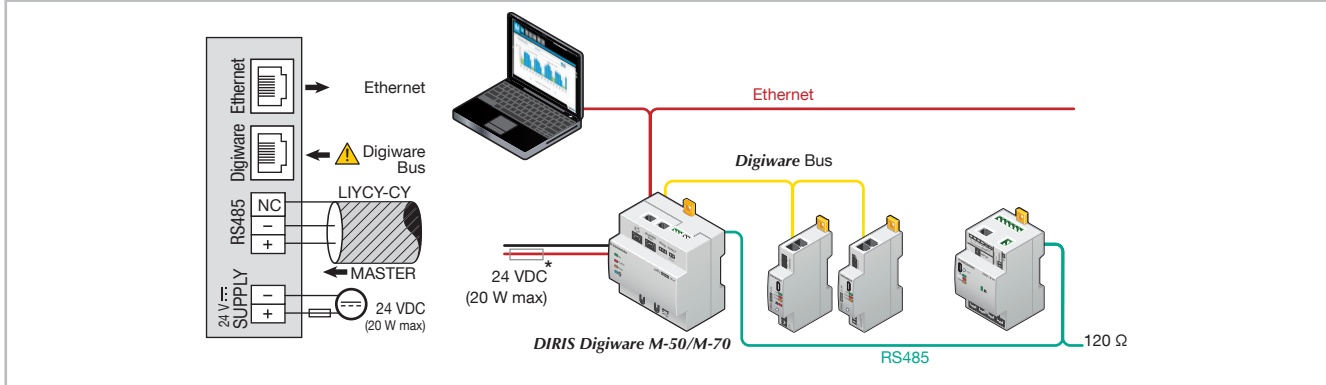 Ethernet
Ethernet
Digiware
Digiware
Bus
RS485
NC
–
+
LIYCY-CY
MASTER
24 V
SUPPLY
–
+
24 VDC
(20 W max)
Ethernet
Digiware Bus
24 VDC
*
(20 W max)
DIRIS Digiware M-50/M-70
RS485
120 Ω